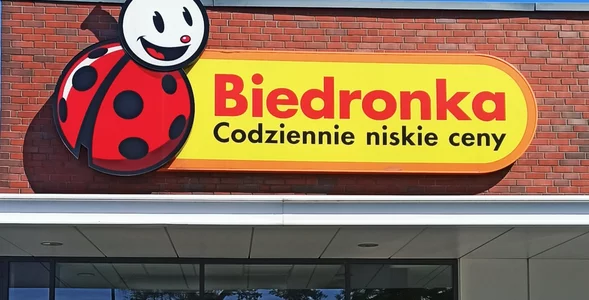 Biedronka
Codziennie niskie ceny